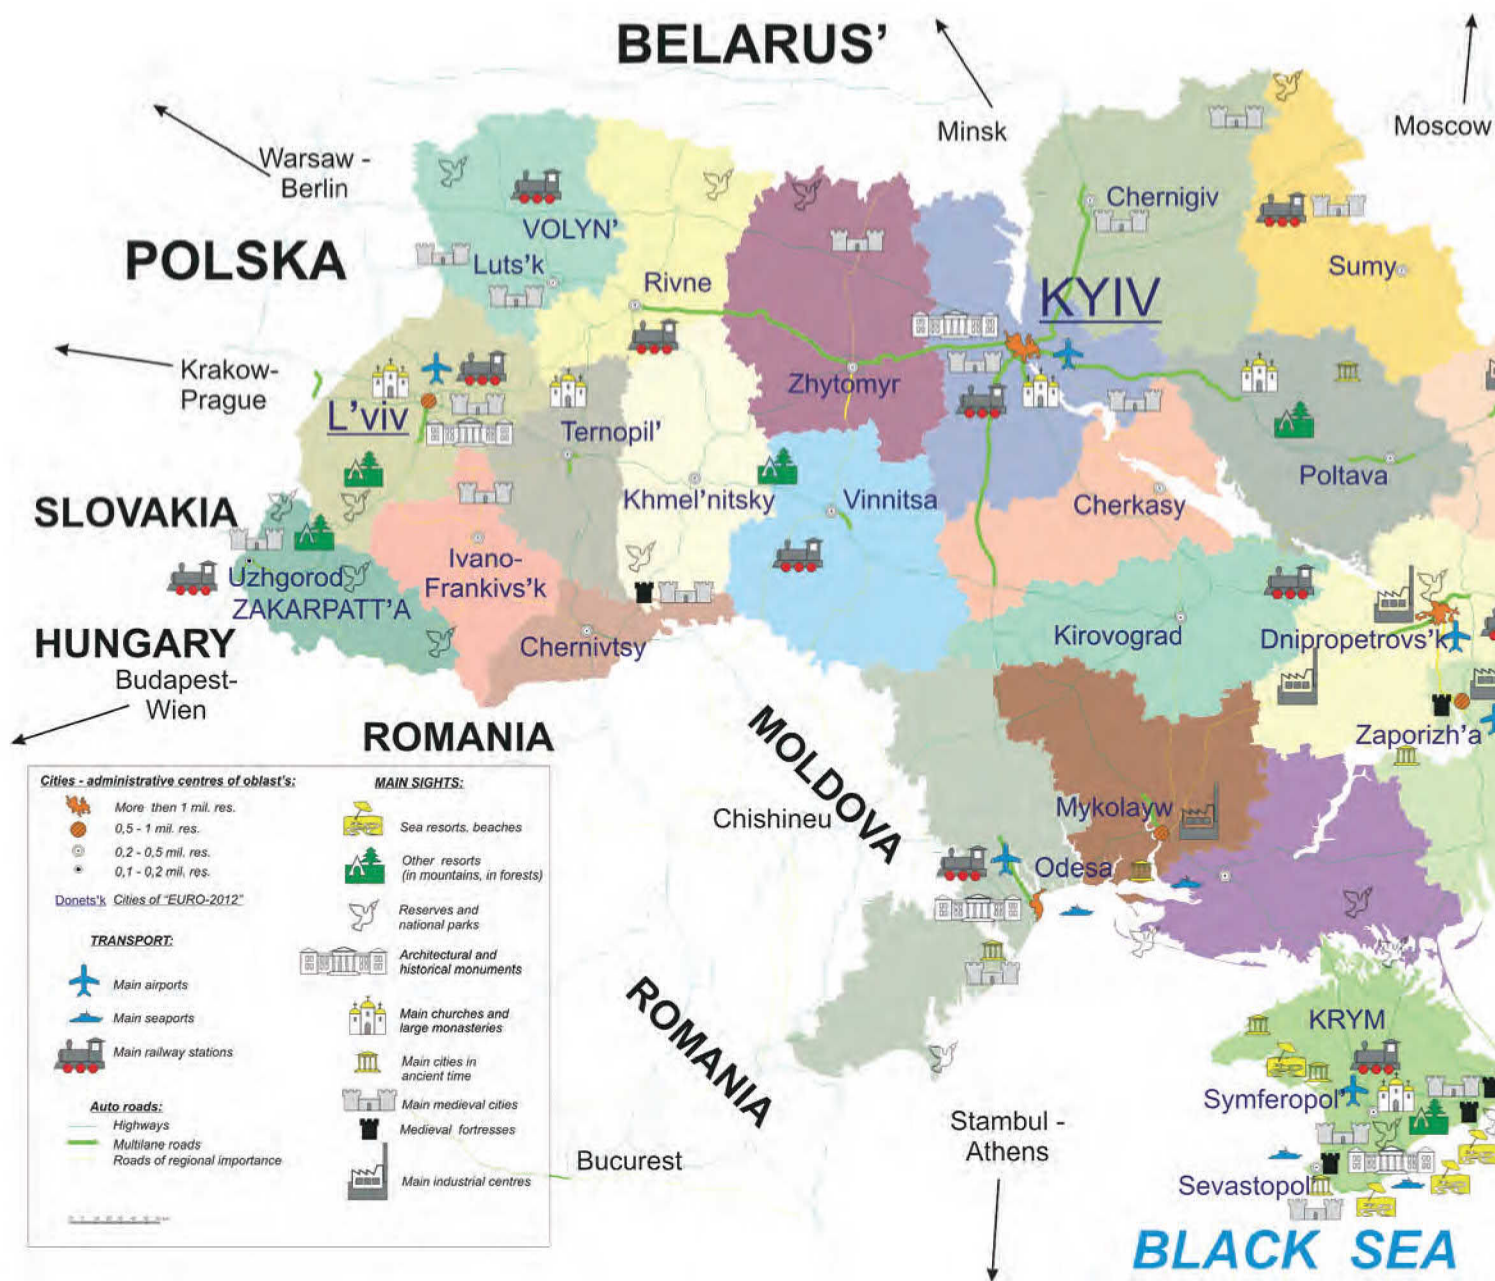 BELARUS'
Minsk
Moscow
Warsaw -
Berlin
POLSKA
Krakow-
Prague
SLOVAKIA
HUNGARY
Budapest-
Wien
ROMANIA
MOLDOVA
Chishineu
ROMANIA
Bucurest
Stambul -
Athens
BLACK SEA
VOLYN'
Luts'k
Rivne
Zhytomyr
KYIV
Chernigiv
Sumy
L'viv
Ternopil'
Khmel'nitsky
Vinnitsa
Cherkasy
Poltava
Uzhgorod
ZAKARPATT'A
Ivano-
Frankivs'k
Chernivtsy
Kirovograd
Dnipropetrovs'k
Zaporizh'a
Mykolayw
Odesa
KRYM
Symferopol'
Sevastopol'
Cities - administrative centres of oblast's:
More then 1 mil. res.
0,5 - 1 mil. res.
0,2 - 0,5 mil. res.
0,1 - 0,2 mil. res.
Donets'k Cities of "EURO-2012"
TRANSPORT:
Main airports
Main seaports
Main railway stations
Auto roads:
Highways
Multilane roads
Roads of regional importance
MAIN SIGHTS:
Sea resorts, beaches
Other resorts
(in mountains, in forests)
Reserves and
national parks
Architectural and
historical monuments
Main churches and
large monasteries
Main cities in
ancient time
Main medieval cities
Medieval fortresses
Main industrial centres